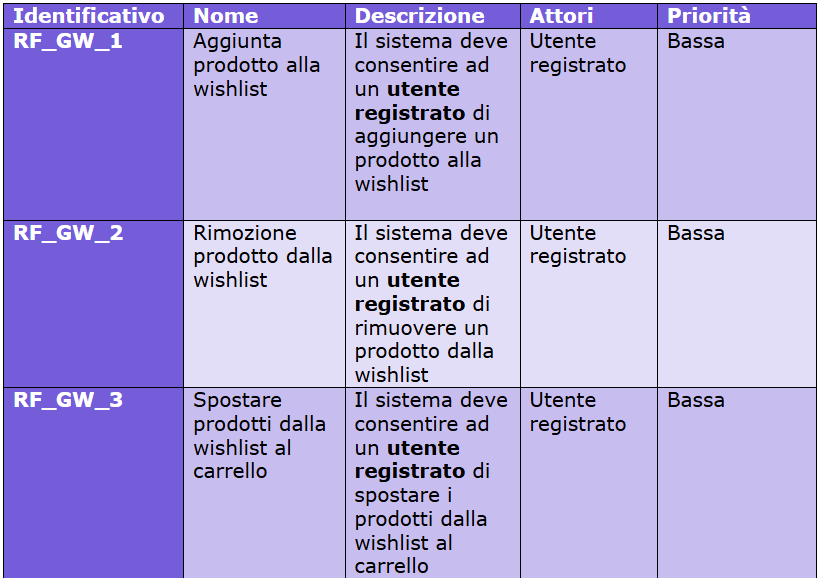 Identificativo Nome Descrizione Attori Priorità
RF_GW_1 Aggiunta Il sistema deve Utente Bassa
prodotto alla consentire ad registrato
wishlist un utente
registrato di
aggiungere un
prodotto alla
wishlist
RF_GW_2 Rimozione Il sistema deve Utente Bassa
prodotto dalla consentire ad registrato
wishlist un utente
registrato di
rimuovere un
prodotto dalla
wishlist
RF_GW_3 Spostare Il sistema deve Utente Bassa
prodotti dalla consentire ad registrato
wishlist al un utente
carrello registrato di
spostare i
prodotti dalla
wishlist al
carrello